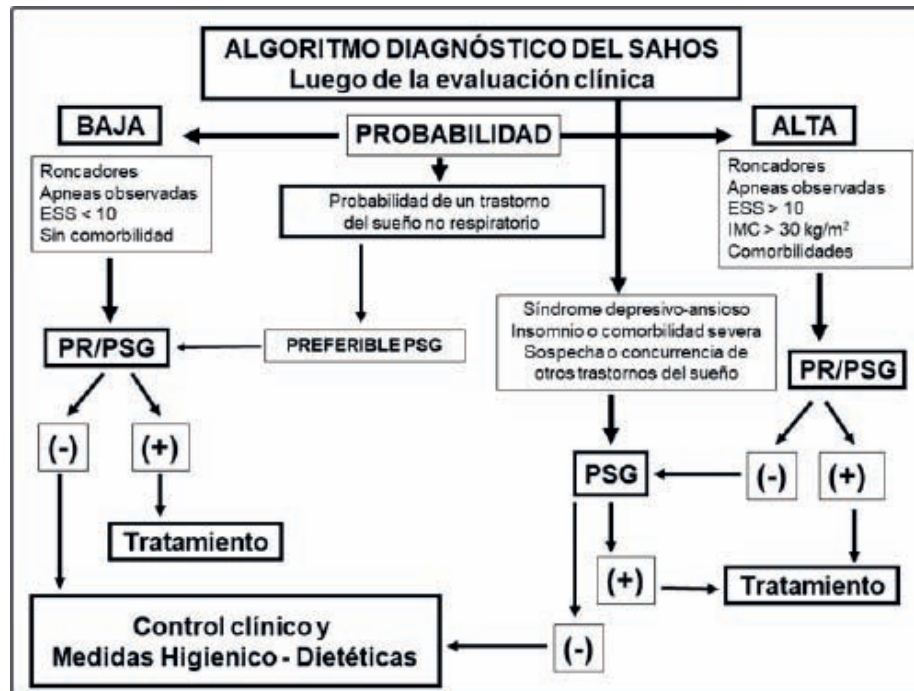 ALGORITMO DIAGNÓSTICO DEL SAHOS
Luego de la evaluación clínica
BAJA
PROBABILIDAD
ALTA
Roncadores
Apneas observadas
ESS < 10
Sin comorbilidad
Probabilidad de un trastorno
del sueño no respiratorio
Roncadores
Apneas observadas
ESS > 10
IMC > 30 kg/m²
Comorbilidades
PR/PSG
PREFERIBLE PSG
Síndrome depresivo-ansioso
Insomnio o comorbilidad severa
Sospecha o concurrencia de
otros trastornos del sueño
PR/PSG
(-)
(+)
PSG
(-)
(+)
Tratamiento
(+)
Tratamiento
Control clínico y
Medidas Higienico - Dietéticas
(-)